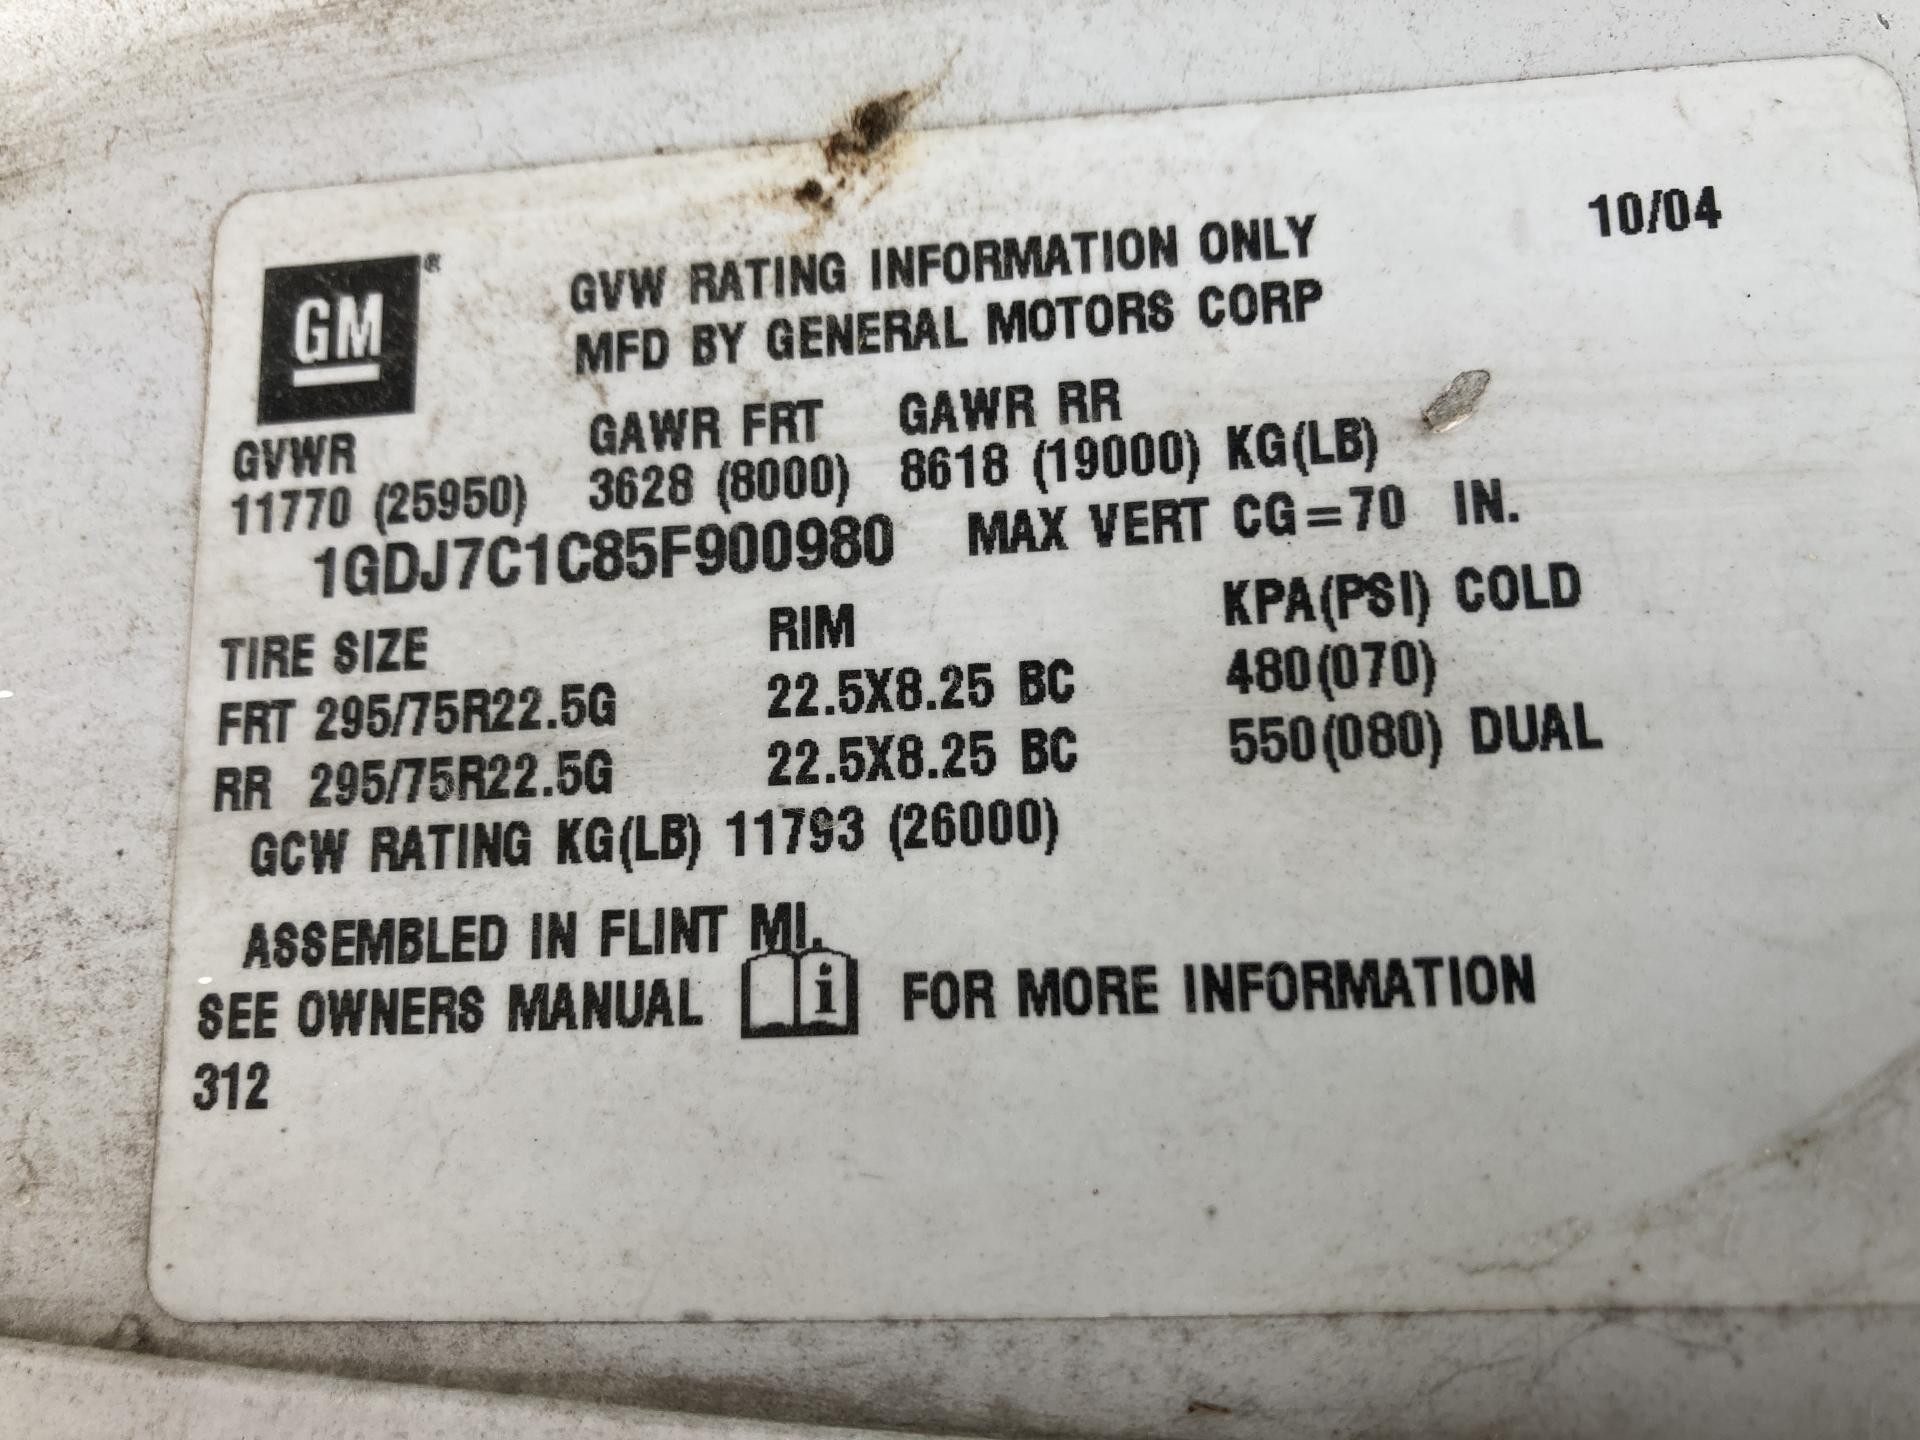 10/04
GM®
GVW RATING INFORMATION ONLY
MFD BY GENERAL MOTORS CORP
GVWR GAWR FRT GAWR RR
11770 (25950) 3628 (8000) 8618 (19000) KG(LB)
1GDJ7C1C85F900980 MAX VERT CG=70 IN.
TIRE SIZE RIM KPA(PSI) COLD
FRT 295/75R22.5G 22.5X8.25 BC 480(070)
RR 295/75R22.5G 22.5X8.25 BC 550(080) DUAL
GCW RATING KG(LB) 11793 (26000)
ASSEMBLED IN FLINT MI.
SEE OWNERS MANUAL i FOR MORE INFORMATION
312